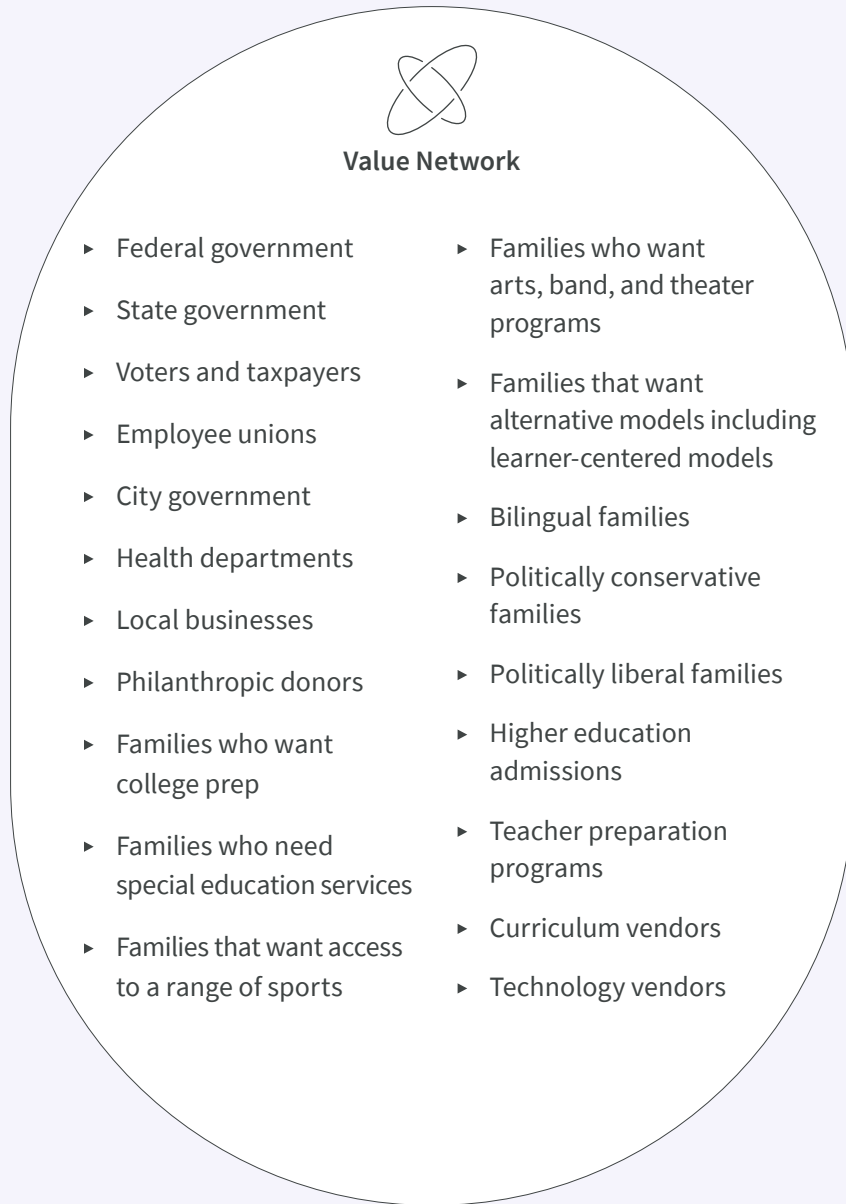 Value Network
► Federal government
► State government
► Voters and taxpayers
► Employee unions
► City government
► Health departments
► Local businesses
► Philanthropic donors
► Families who want
college prep
► Families who need
special education services
► Families that want access
to a range of sports
► Families who want
arts, band, and theater
programs
► Families that want
alternative models including
learner-centered models
► Bilingual families
► Politically conservative
families
► Politically liberal families
► Higher education
admissions
► Teacher preparation
programs
► Curriculum vendors
► Technology vendors